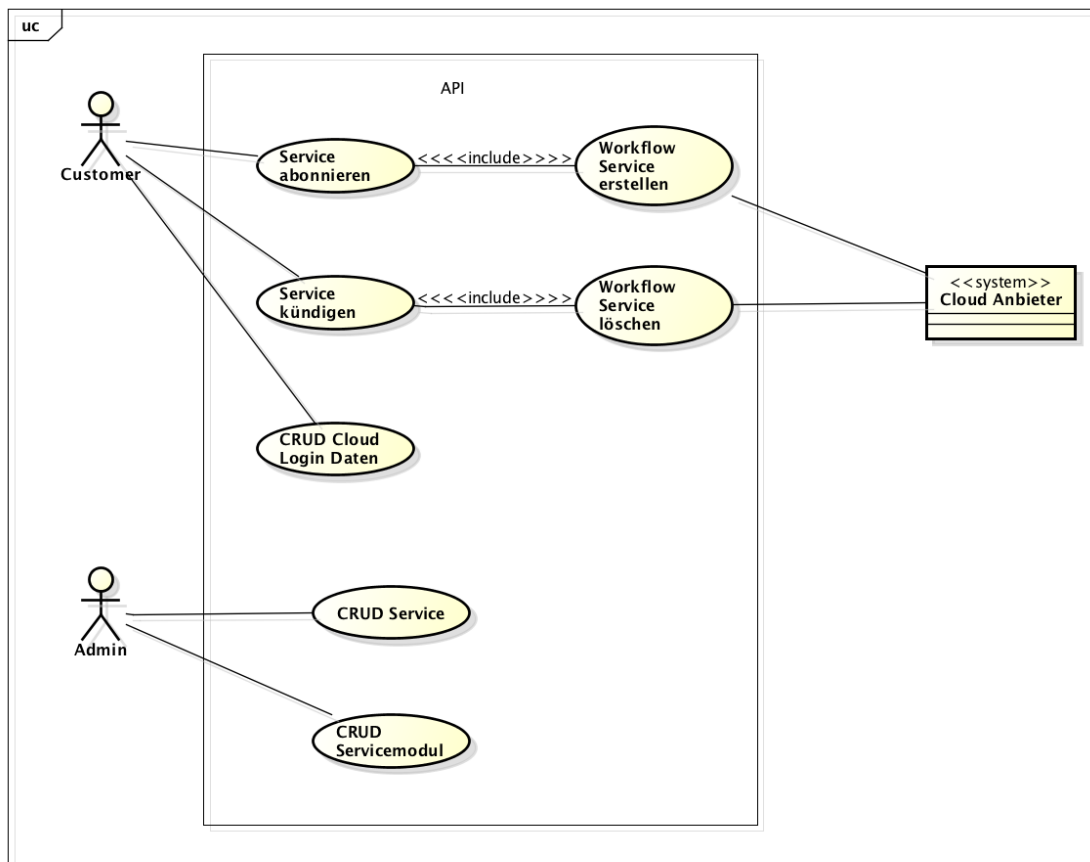 uc
API
Customer
Service
abonnieren
<<<<include>>>>
Workflow
Service
erstellen
Service
kündigen
<<<<include>>>>
Workflow
Service
löschen
<<system>>
Cloud Anbieter
CRUD Cloud
Login Daten
Admin
CRUD Service
CRUD
Servicemodul